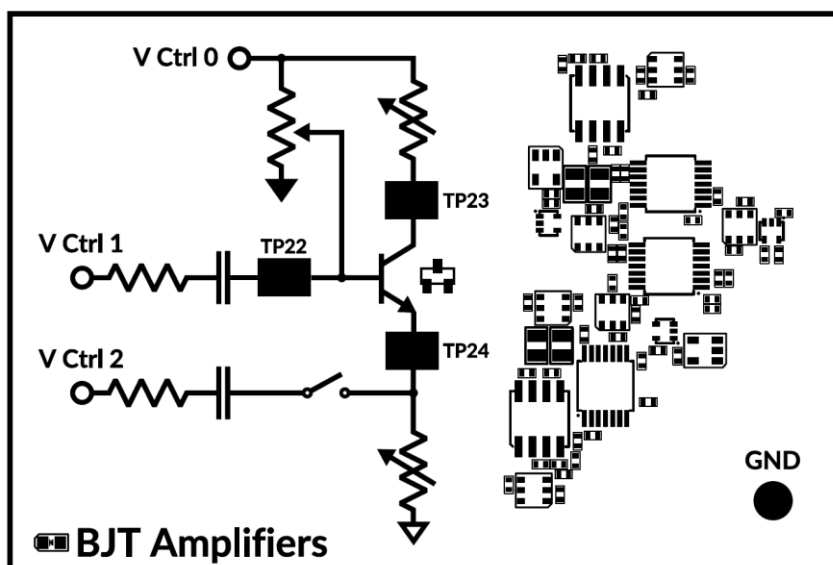 V Ctrl 0
TP23
V Ctrl 1
TP22
V Ctrl 2
TP24
GND
BJT Amplifiers